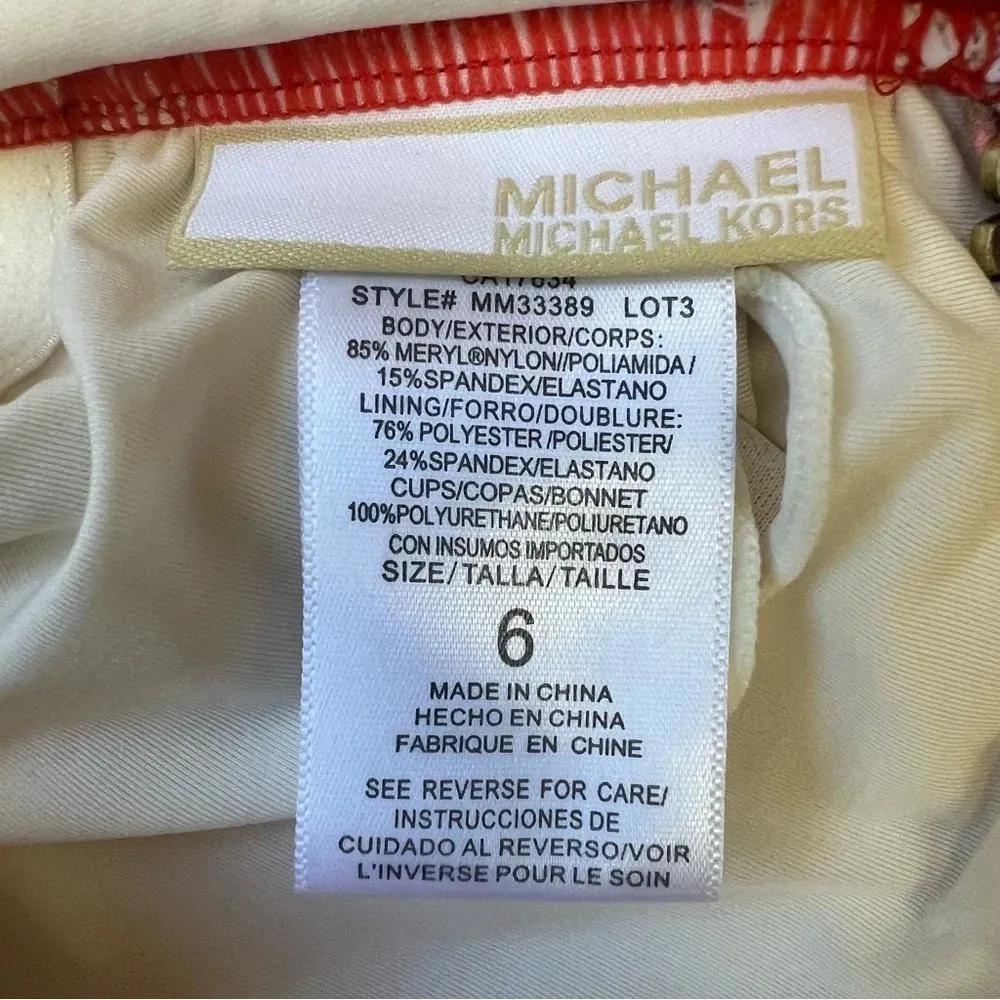 MICHAEL
MICHAEL KORS
CA17634
STYLE# MM33389 LOT3
BODY/EXTERIOR/CORPS:
85% MERYL®NYLON//POLIAMIDA/
15%SPANDEX/ELASTANO
LINING/FORRO/DOUBLURE:
76% POLYESTER/POLIESTER/
24%SPANDEX/ELASTANO
CUPS/COPAS/BONNET
100%POLYURETHANE/POLIURETANO
CON INSUMOS IMPORTADOS
SIZE/TALLA/TAILLE
6
MADE IN CHINA
HECHO EN CHINA
FABRIQUE EN CHINE
SEE REVERSE FOR CARE/
INSTRUCCIONES DE
CUIDADO AL REVERSO/VOIR
L'INVERSE POUR LE SOIN